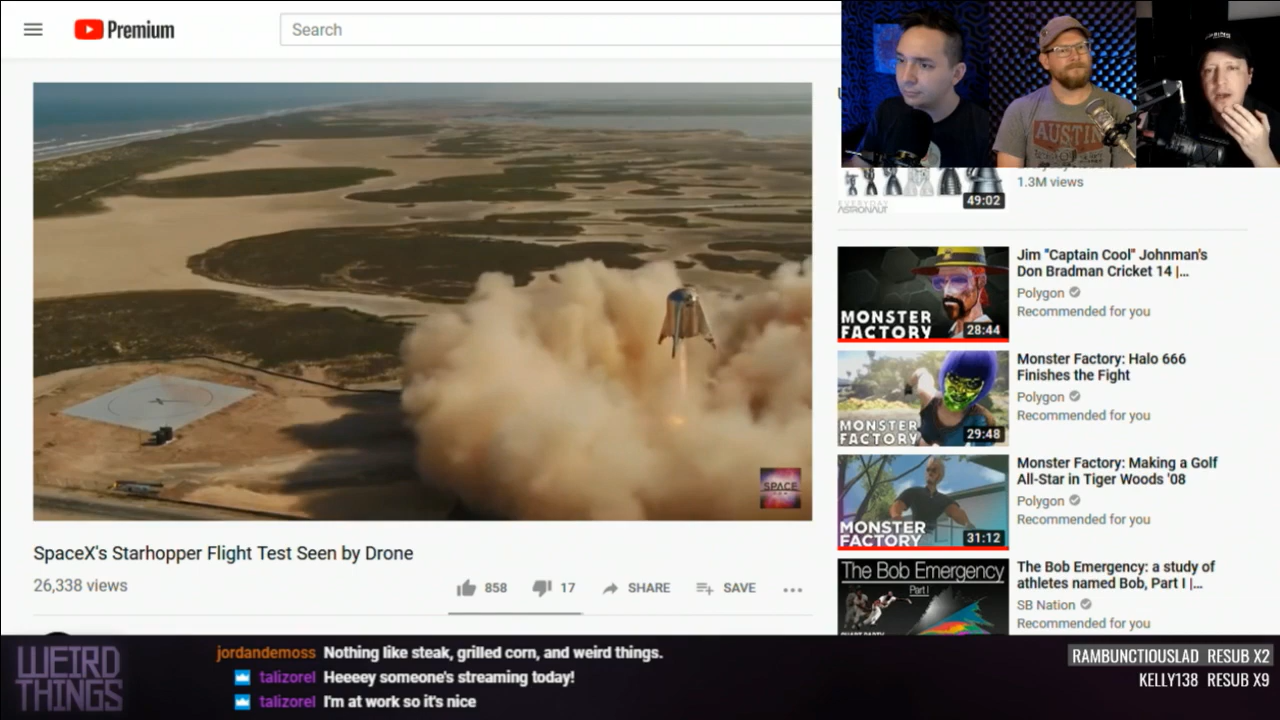 Premium
Search
AUSTIN
EVERYDAY
ASTRONAUT
49:02
1.3M views
MONSTER
FACTORY
28:44
Jim "Captain Cool" Johnman's
Don Bradman Cricket 14 |...
Polygon
Recommended for you
MONSTER
FACTORY
29:48
Monster Factory: Halo 666
Finishes the Fight
Polygon
Recommended for you
MONSTER
FACTORY
31:12
Monster Factory: Making a Golf
All-Star in Tiger Woods '08
Polygon
Recommended for you
The Bob Emergency
Part I
The Bob Emergency: a study of
athletes named Bob, Part I |...
SB Nation
Recommended for you
SPACE
SpaceX's Starhopper Flight Test Seen by Drone
26,338 views
858
17
SHARE
SAVE
WEIRD
THINGS
jordandemoss Nothing like steak, grilled corn, and weird things.
talizorel Heeeey someone's streaming today!
talizorel I'm at work so it's nice
RAMBUNCTIOUSLAD RESUB X2
KELLY138 RESUB X9